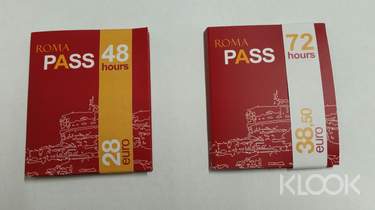 ROMA
PASS
48
hours
28
euro
ROMA
PASS
72
hours
38,50
euro
KLOOK